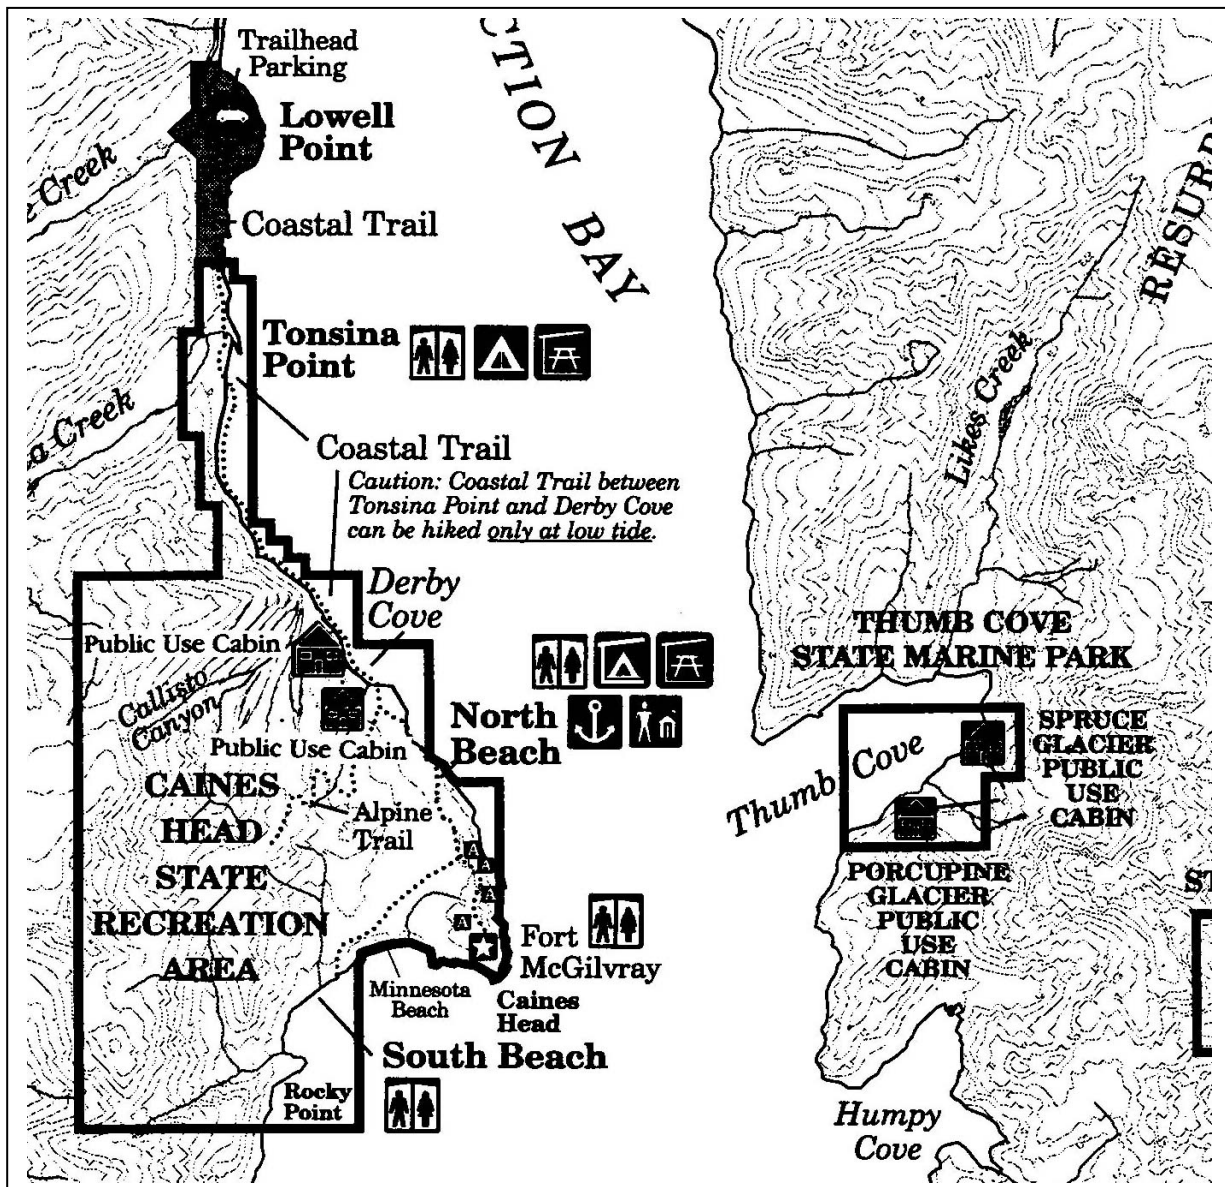 Trailhead
Parking
Lowell
Point
Creek
Coastal Trail
CTION BAY
Tonsina
Point
Creek
Coastal Trail
Caution: Coastal Trail between
Tonsina Point and Derby Cove
can be hiked only at low tide.
Derby
Cove
Public Use Cabin
Callisto
Canyon
Public Use Cabin
North
Beach
CAINES
HEAD
STATE
RECREATION
AREA
Alpine
Trail
Fort
McGilvray
Minnesota
Beach
Caines
Head
South Beach
Rocky
Point
RESURR
Likes Creek
THUMB COVE
STATE MARINE PARK
Thumb Cove
SPRUCE
GLACIER
PUBLIC
USE
CABIN
PORCUPINE
GLACIER
PUBLIC
USE
CABIN
ST
Humpy
Cove